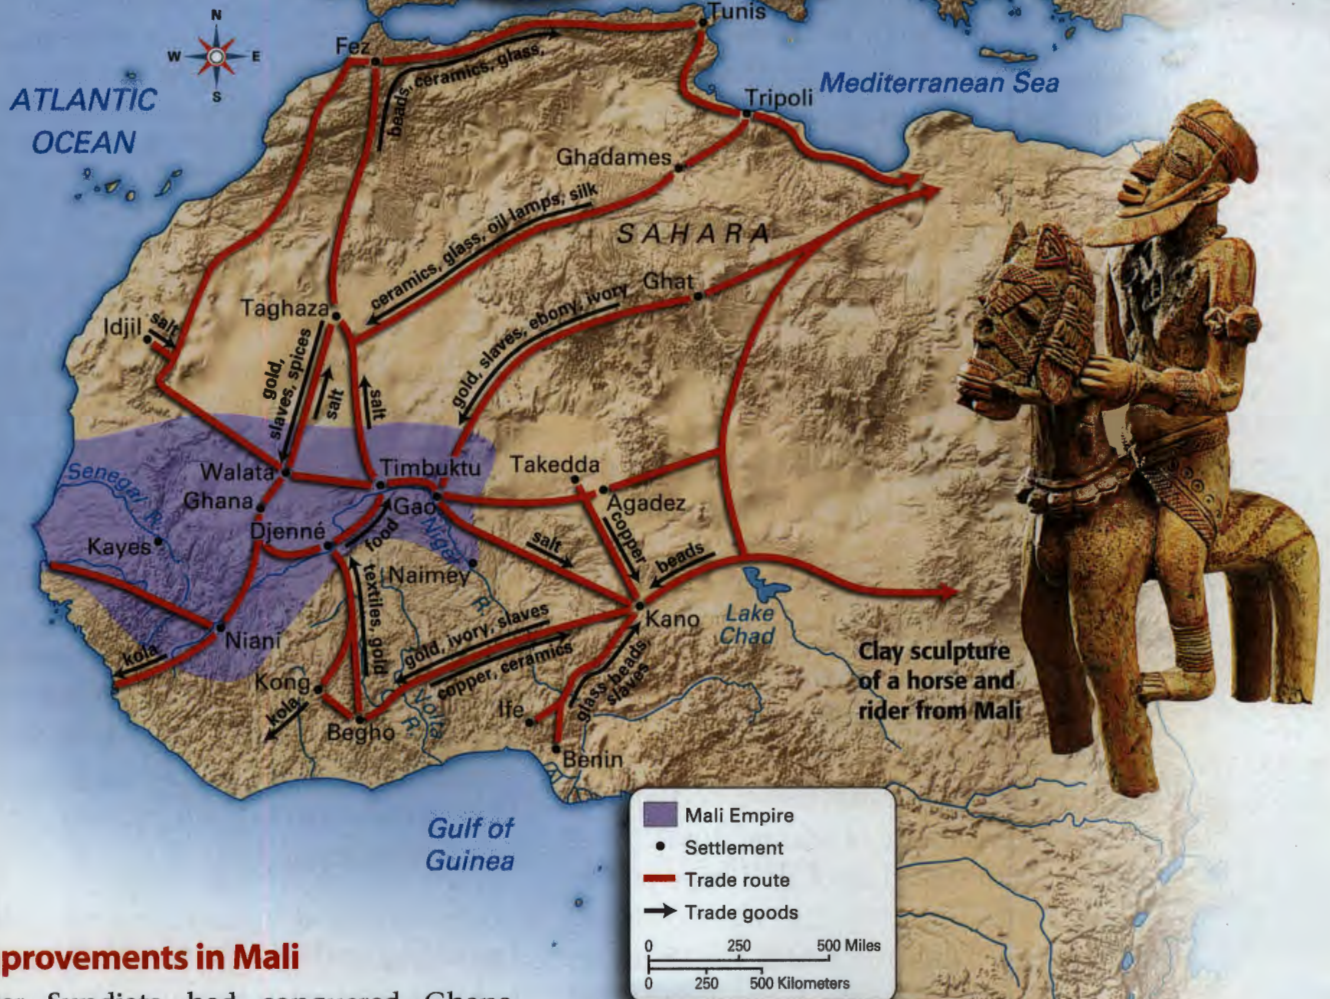 Tunis
N
W E
S
Fez
beads, ceramics, glass,
Mediterranean Sea
ATLANTIC
OCEAN
Tripoli
Ghadames
ceramics, glass, oil lamps, silk
SAHARA
Ghat
gold, slaves, ebony, ivory
Taghaza
Idjil
salt
gold,
slaves, spices
salt
salt
Walata
Timbuktu
Takedda
Senegal R.
Ghana
Gao
Agadez
Djenné
food
Niger
R.
Kayes
Naimey
salt
copper
beads
textiles, gold
Kano
Lake
Chad
Niani
kola
gold, ivory, slaves
copper, ceramics
glass beads,
slaves
Kong
kola
Begho
Volta
R.
Ife
Benin
Clay sculpture
of a horse and
rider from Mali
Gulf of
Guinea
Mali Empire
Settlement
Trade route
Trade goods
0 250 500 Miles
0 250 500 Kilometers
provements in Mali
er Sundiata had conquered Ghana